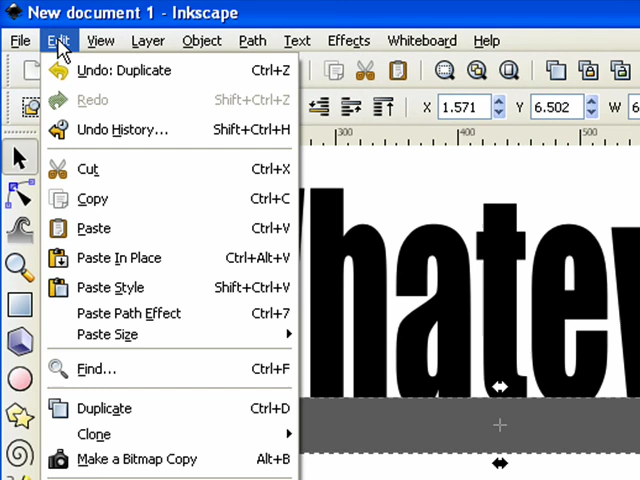 New document 1 - Inkscape
File Edit View Layer Object Path Text Effects Whiteboard Help
Undo: Duplicate Ctrl+Z
Redo Shift+Ctrl+Z
Undo History... Shift+Ctrl+H
X 1.571 Y 6.502 W 6
300 400 500
Cut Ctrl+X
Copy Ctrl+C
Paste Ctrl+V
Paste In Place Ctrl+Alt+V
Paste Style Shift+Ctrl+V
Paste Path Effect Ctrl+7
Paste Size
Find... Ctrl+F
Duplicate Ctrl+D
Clone
Make a Bitmap Copy Alt+B
hatev